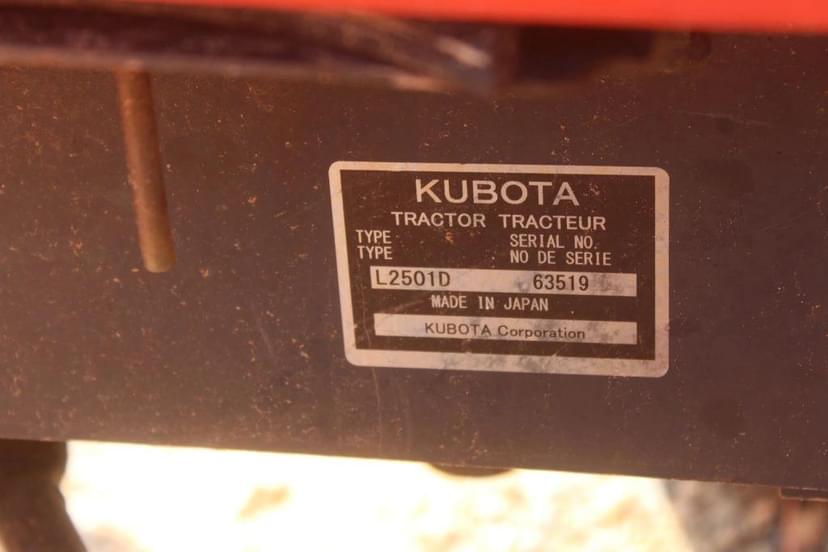 KUBOTA
TRACTOR TRACTEUR
TYPE SERIAL NO.
TYPE NO DE SERIE
L2501D 63519
MADE IN JAPAN
KUBOTA Corporation